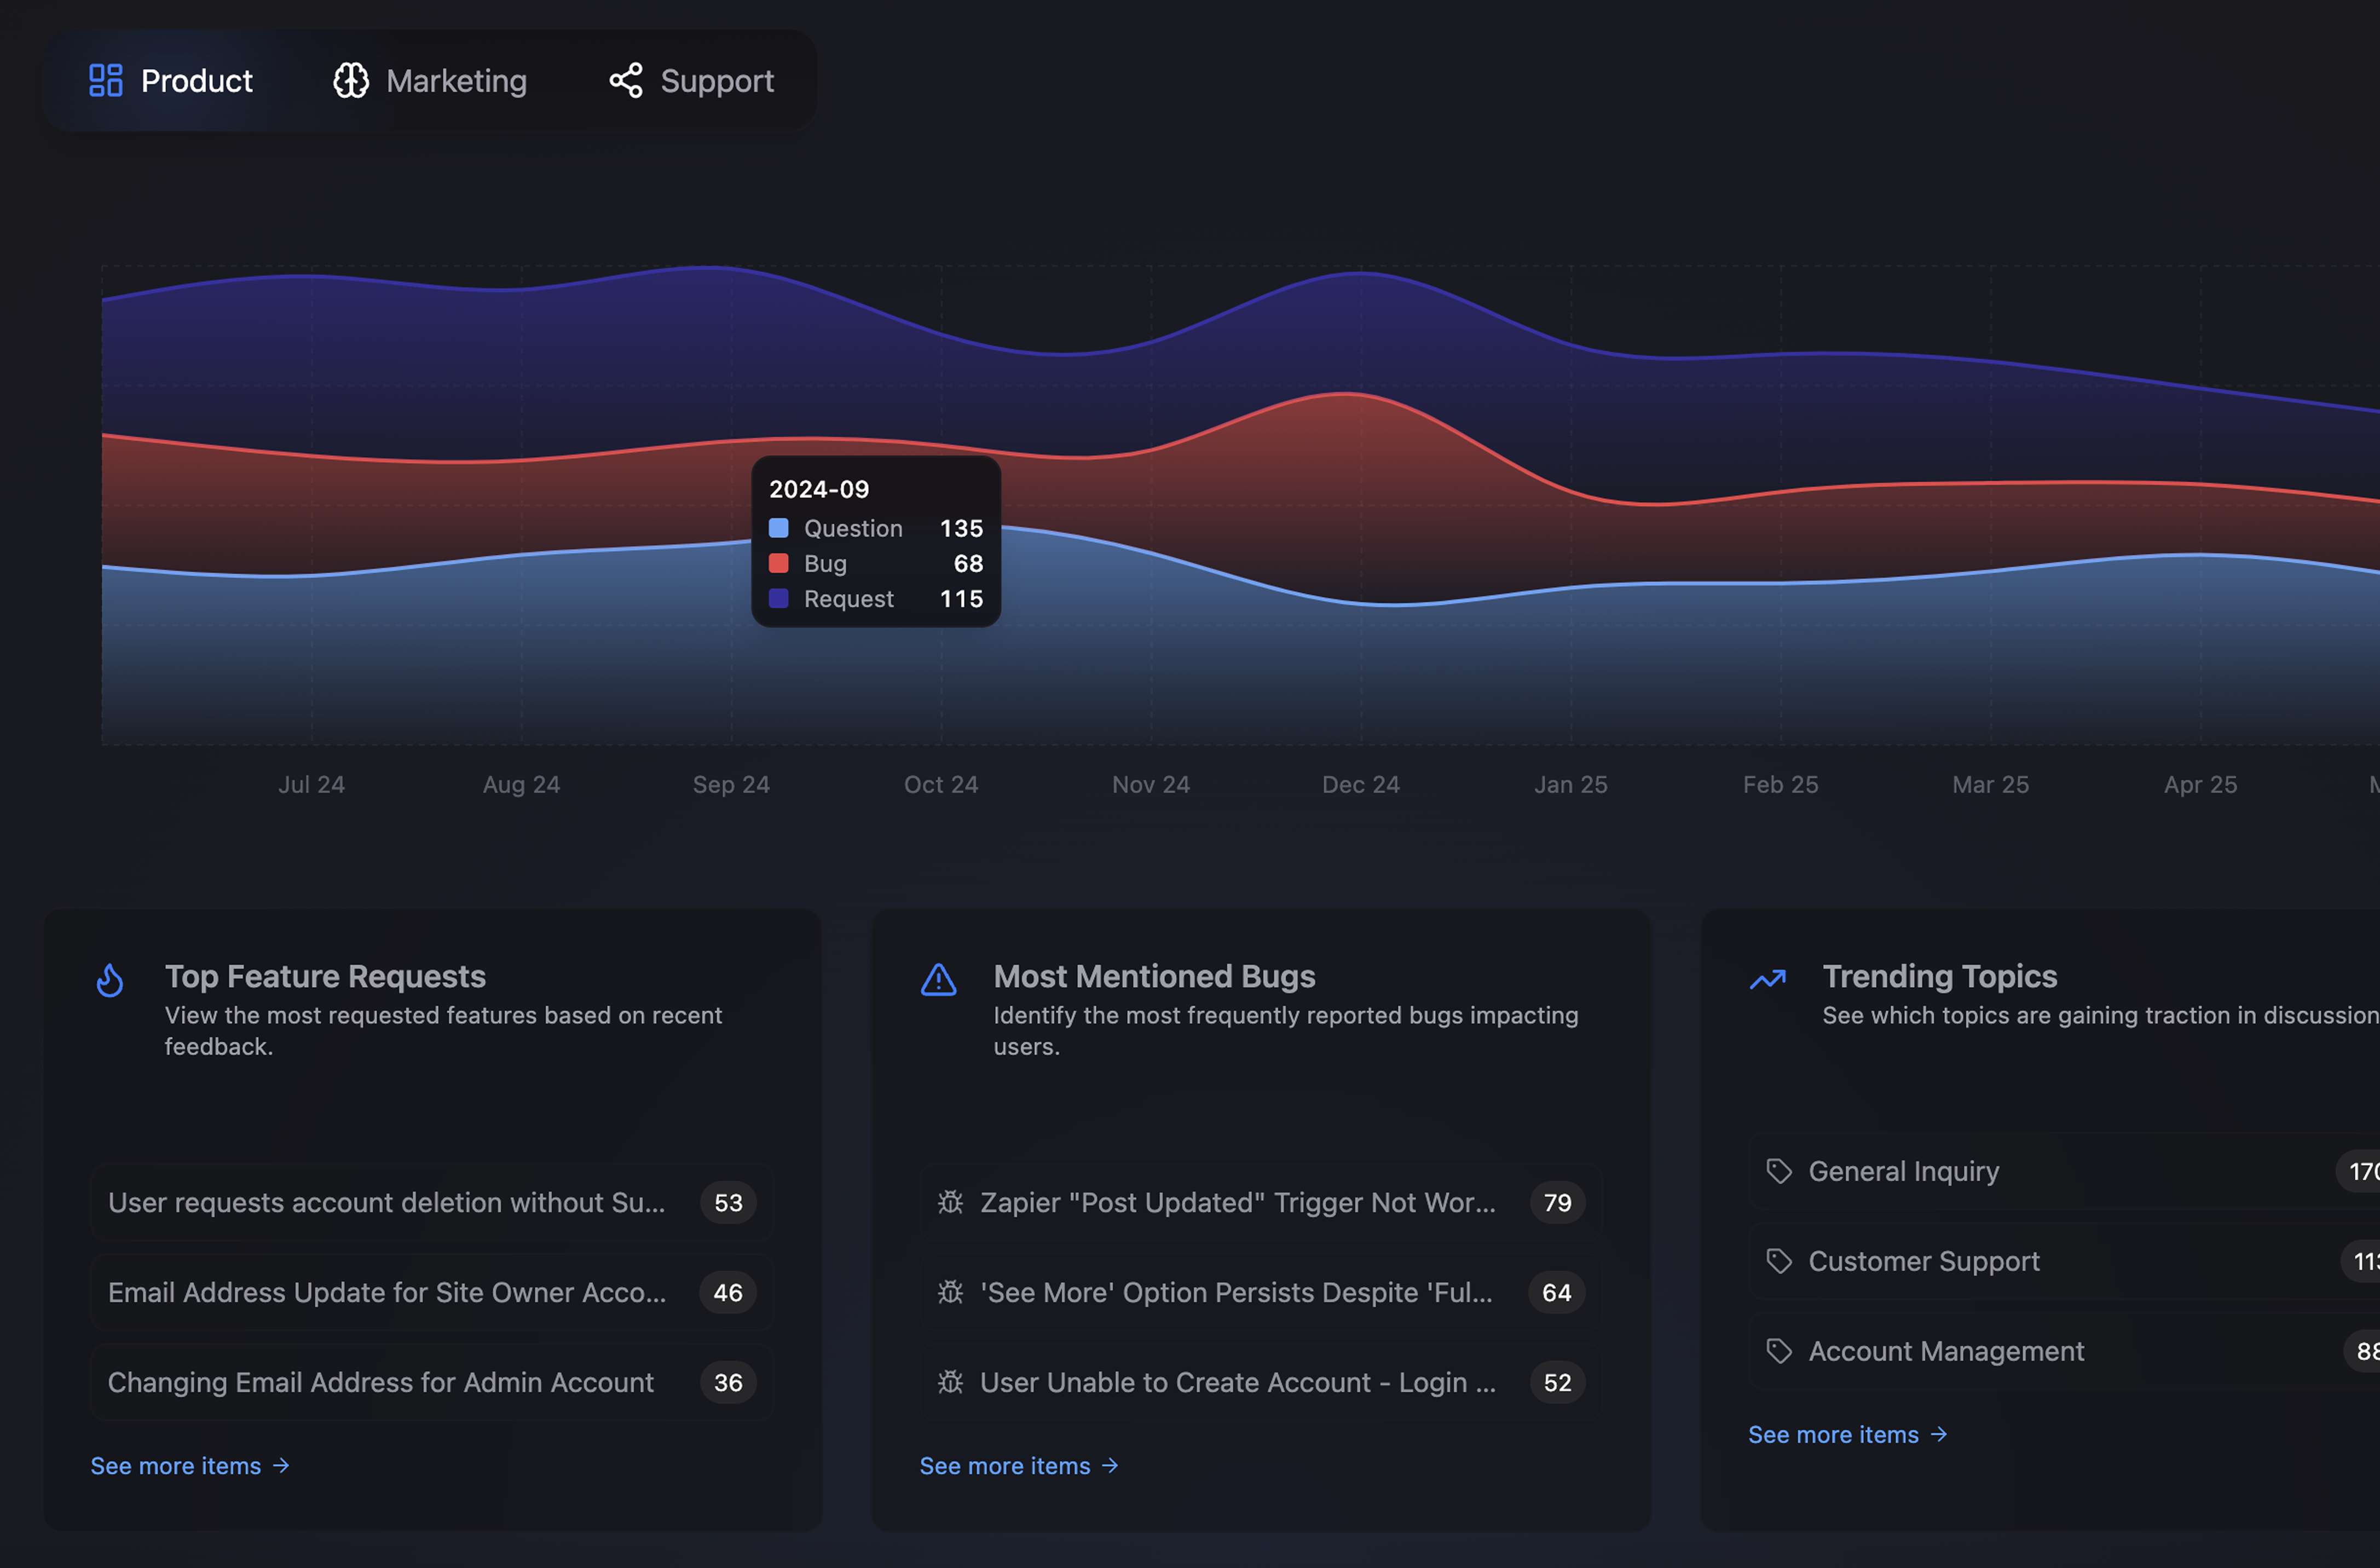 Product
Marketing
Support
2024-09
Question 135
Bug 68
Request 115
Jul 24
Aug 24
Sep 24
Oct 24
Nov 24
Dec 24
Jan 25
Feb 25
Mar 25
Apr 25
Top Feature Requests
View the most requested features based on recent
feedback.
User requests account deletion without Su... 53
Email Address Update for Site Owner Acco... 46
Changing Email Address for Admin Account 36
See more items →
Most Mentioned Bugs
Identify the most frequently reported bugs impacting
users.
Zapier "Post Updated" Trigger Not Wor... 79
'See More' Option Persists Despite 'Ful... 64
User Unable to Create Account - Login ... 52
See more items →
Trending Topics
See which topics are gaining traction in discussion
General Inquiry
Customer Support
Account Management
See more items →